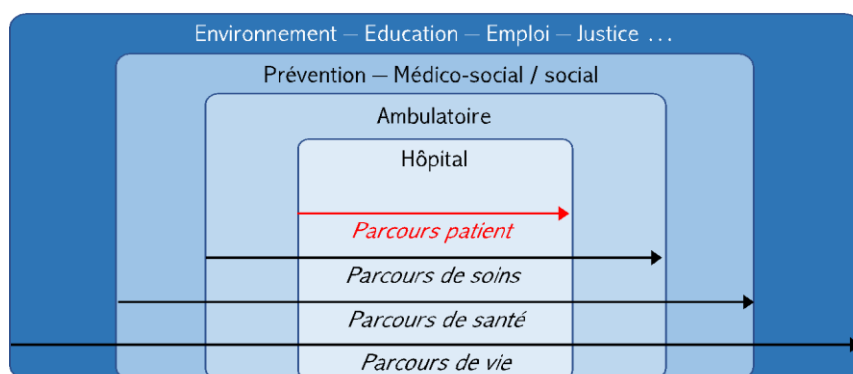 Environnement – Education – Emploi – Justice ...
Prévention – Médico-social / social
Ambulatoire
Hôpital
Parcours patient
Parcours de soins
Parcours de santé
Parcours de vie